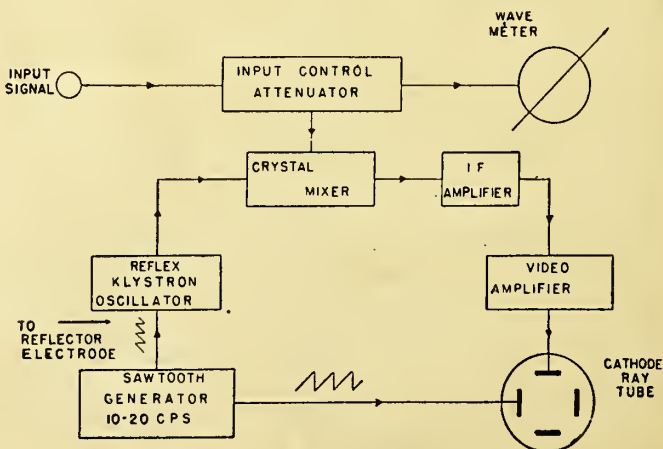 WAVE
METER
INPUT
SIGNAL
INPUT CONTROL
ATTENUATOR
CRYSTAL
MIXER
I F
AMPLIFIER
REFLEX
KLYSTRON
OSCILLATOR
VIDEO
AMPLIFIER
TO
REFLECTOR
ELECTRODE
SAWTOOTH
GENERATOR
10-20 CPS
CATHODE
RAY
TUBE